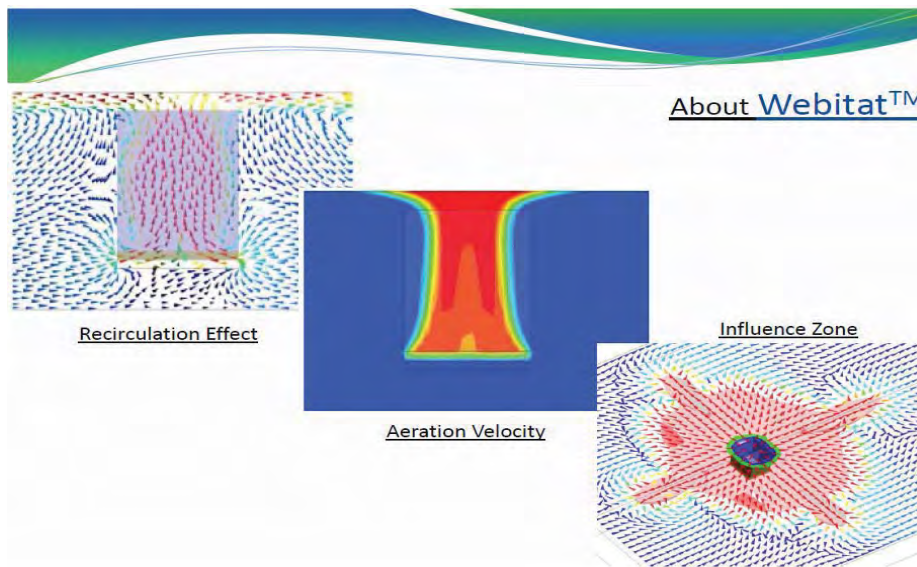 About Webitat™
Recirculation Effect
Influence Zone
Aeration Velocity